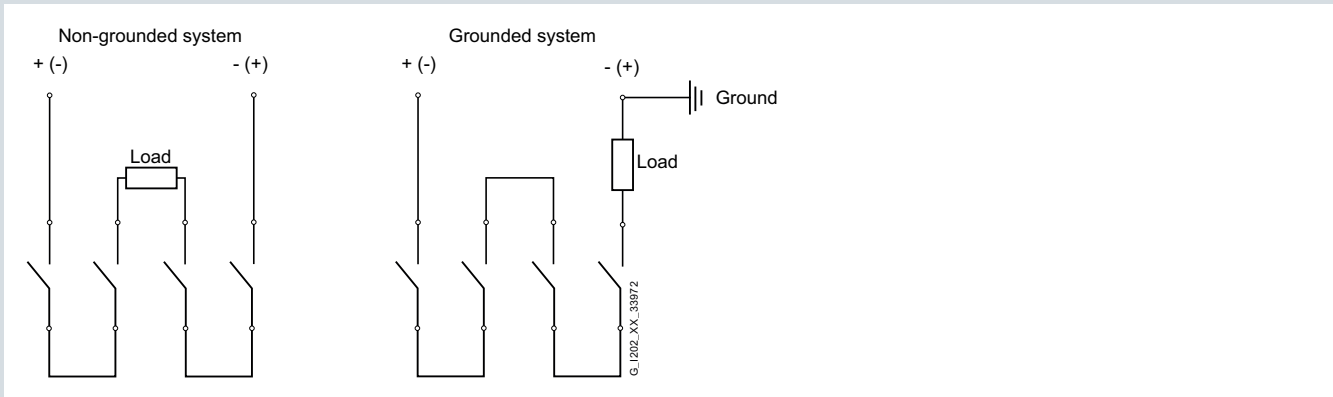 Non-grounded system
+ (-)
- (+)
Load
Grounded system
+ (-)
- (+)
Ground
Load
G_I202_XX_33972